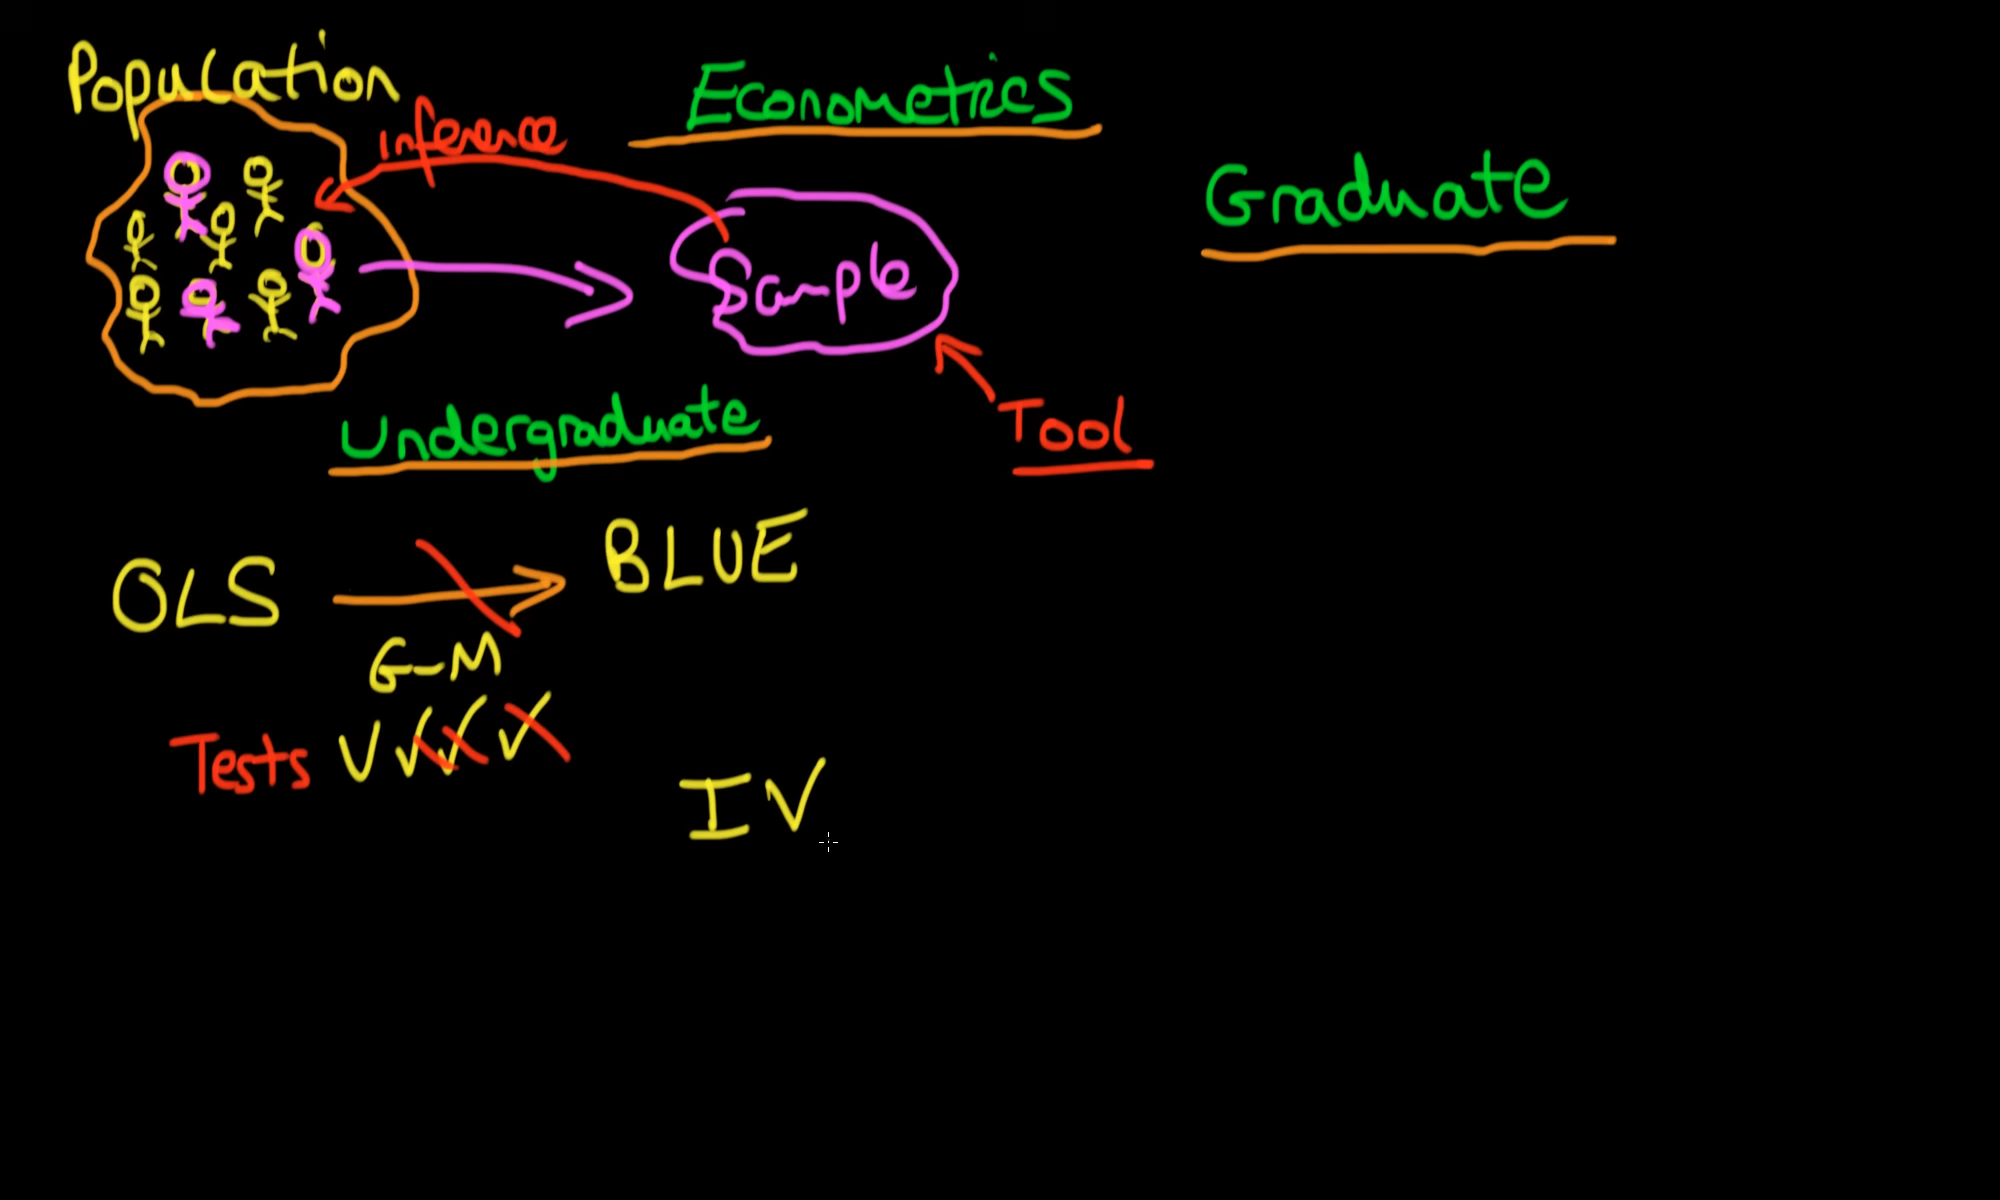 Population
Econometrics
inference
Graduate
Sample
Undergraduate
Tool
OLS
BLUE
G-M
Tests
IV